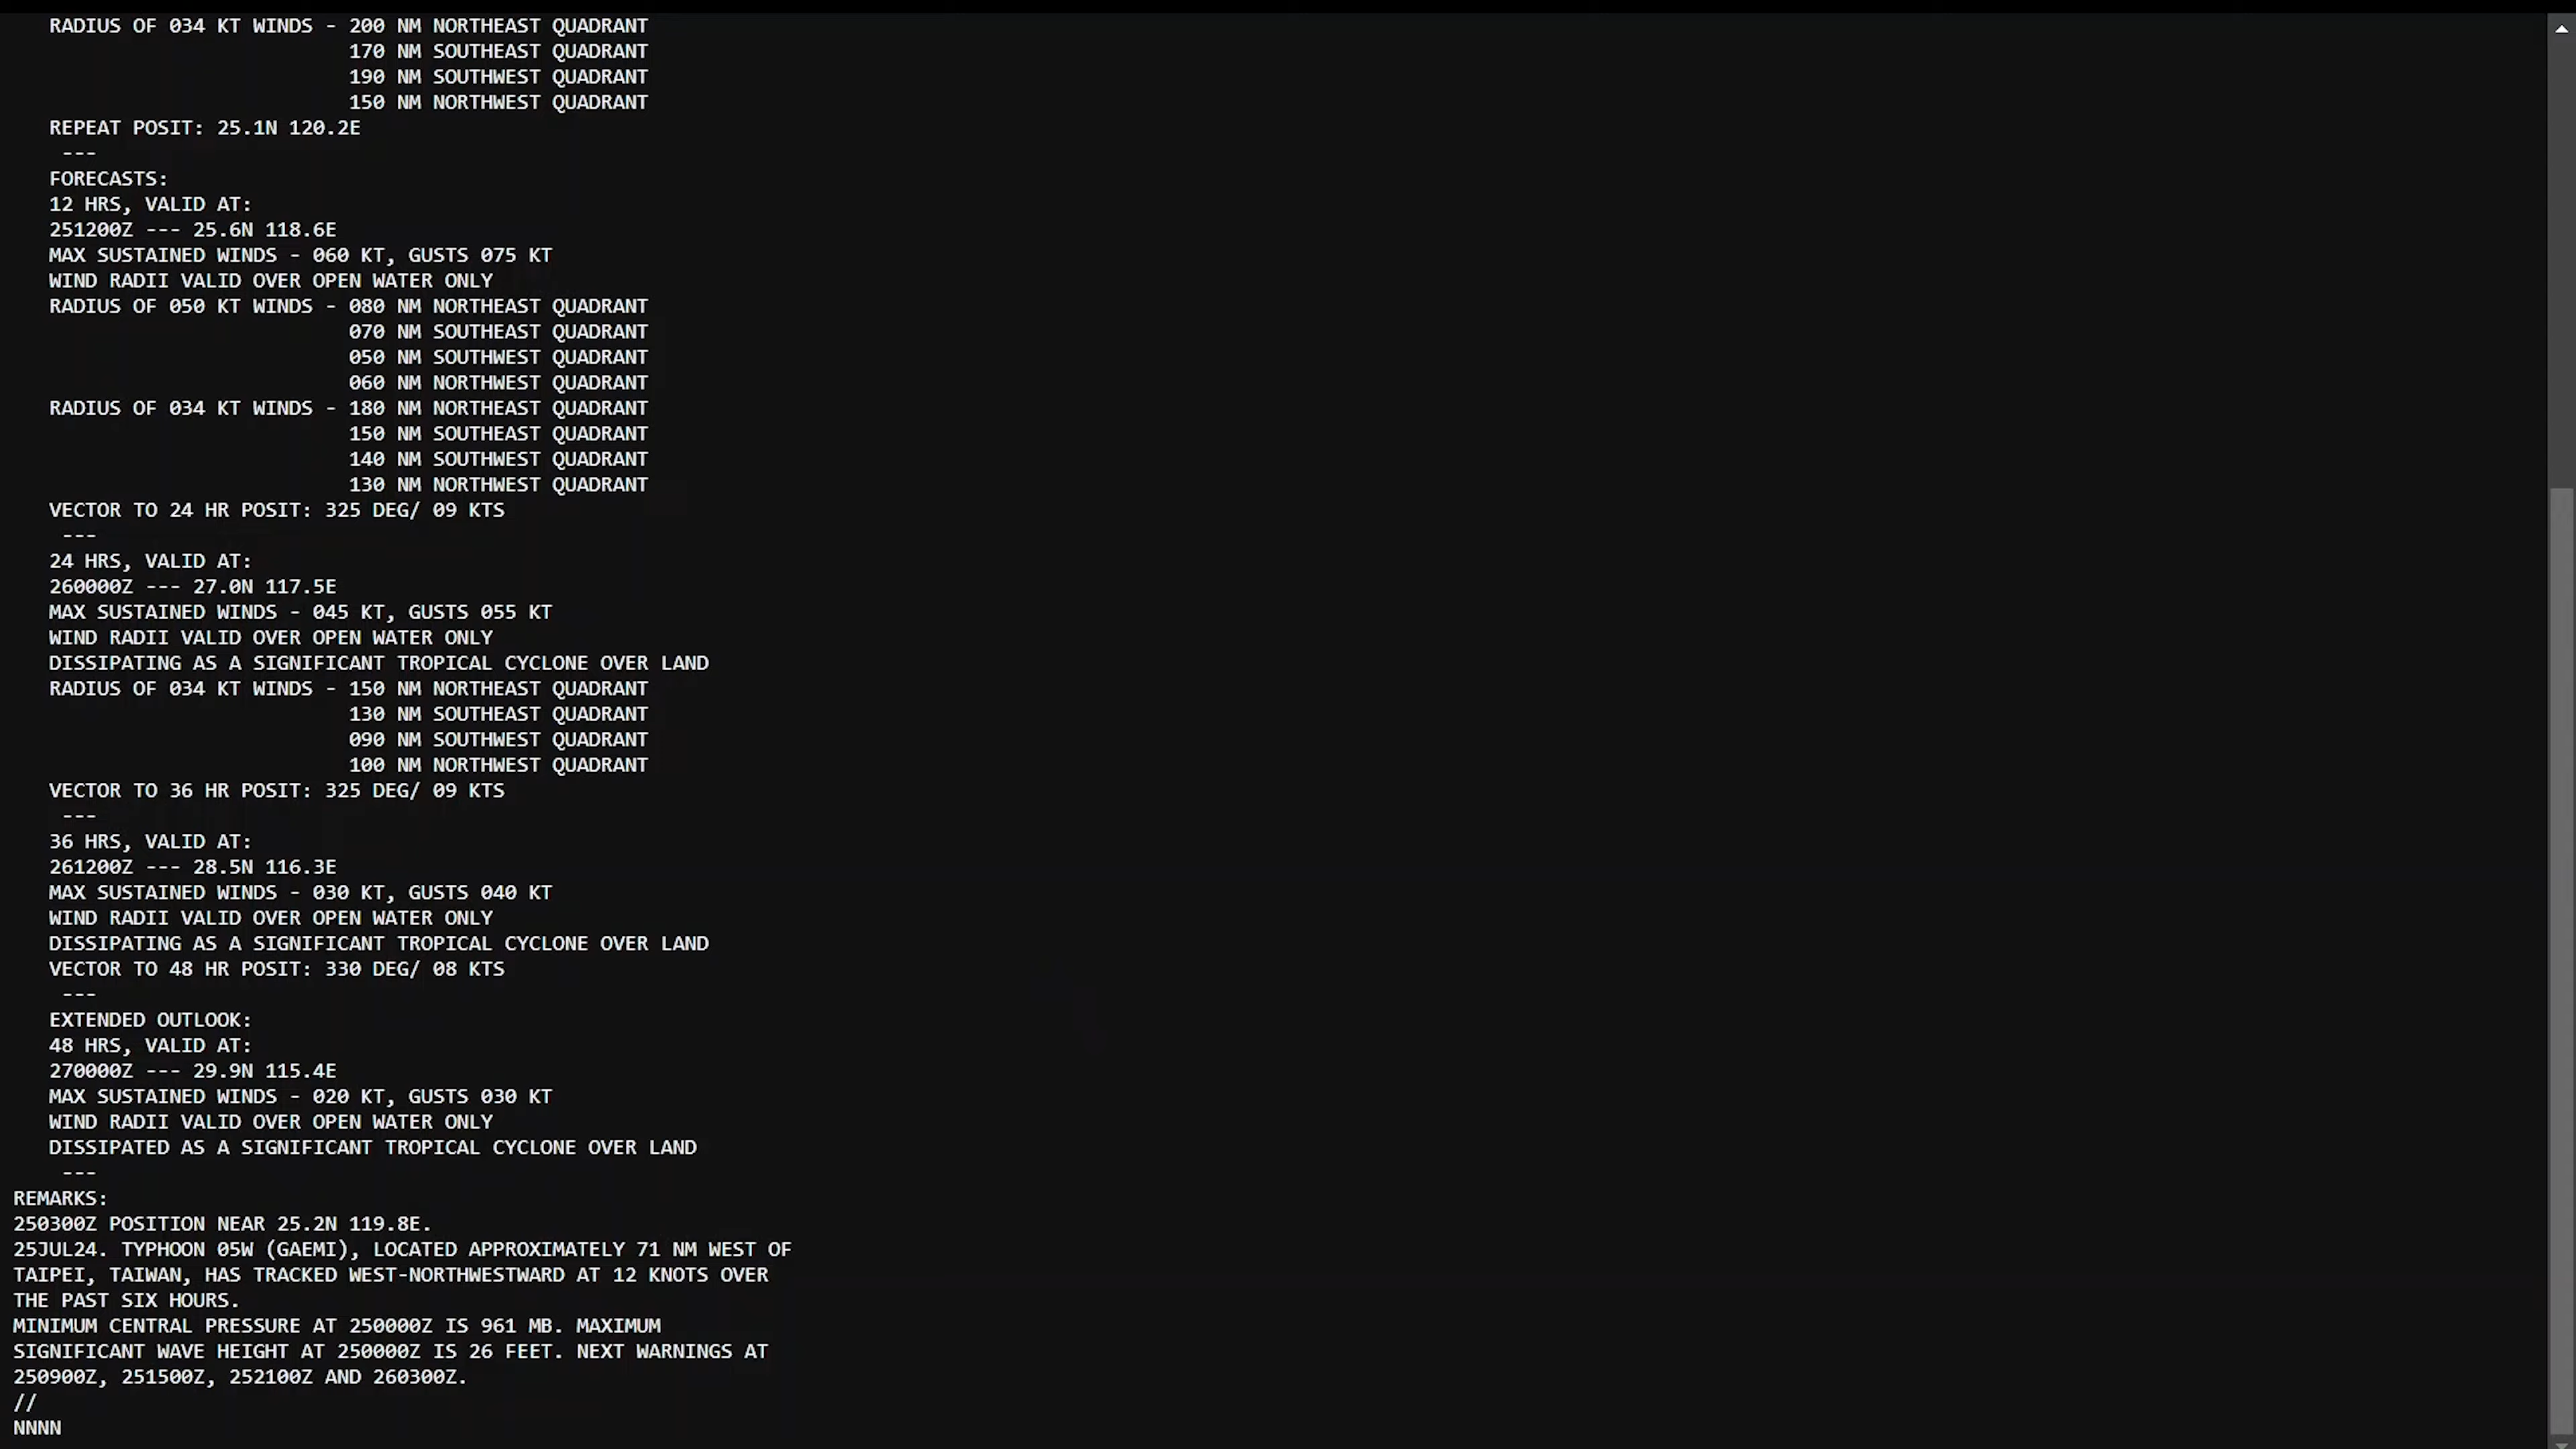 RADIUS OF 034 KT WINDS - 200 NM NORTHEAST QUADRANT
170 NM SOUTHEAST QUADRANT
190 NM SOUTHWEST QUADRANT
150 NM NORTHWEST QUADRANT
REPEAT POSIT: 25.1N 120.2E
---
FORECASTS:
12 HRS, VALID AT:
251200Z --- 25.6N 118.6E
MAX SUSTAINED WINDS - 060 KT, GUSTS 075 KT
WIND RADII VALID OVER OPEN WATER ONLY
RADIUS OF 050 KT WINDS - 080 NM NORTHEAST QUADRANT
070 NM SOUTHEAST QUADRANT
050 NM SOUTHWEST QUADRANT
060 NM NORTHWEST QUADRANT
RADIUS OF 034 KT WINDS - 180 NM NORTHEAST QUADRANT
150 NM SOUTHEAST QUADRANT
140 NM SOUTHWEST QUADRANT
130 NM NORTHWEST QUADRANT
VECTOR TO 24 HR POSIT: 325 DEG/ 09 KTS
---
24 HRS, VALID AT:
260000Z --- 27.0N 117.5E
MAX SUSTAINED WINDS - 045 KT, GUSTS 055 KT
WIND RADII VALID OVER OPEN WATER ONLY
DISSIPATING AS A SIGNIFICANT TROPICAL CYCLONE OVER LAND
RADIUS OF 034 KT WINDS - 150 NM NORTHEAST QUADRANT
130 NM SOUTHEAST QUADRANT
090 NM SOUTHWEST QUADRANT
100 NM NORTHWEST QUADRANT
VECTOR TO 36 HR POSIT: 325 DEG/ 09 KTS
---
36 HRS, VALID AT:
261200Z --- 28.5N 116.3E
MAX SUSTAINED WINDS - 030 KT, GUSTS 040 KT
WIND RADII VALID OVER OPEN WATER ONLY
DISSIPATING AS A SIGNIFICANT TROPICAL CYCLONE OVER LAND
VECTOR TO 48 HR POSIT: 330 DEG/ 08 KTS
---
EXTENDED OUTLOOK:
48 HRS, VALID AT:
270000Z --- 29.9N 115.4E
MAX SUSTAINED WINDS - 020 KT, GUSTS 030 KT
WIND RADII VALID OVER OPEN WATER ONLY
DISSIPATED AS A SIGNIFICANT TROPICAL CYCLONE OVER LAND
---
REMARKS:
250300Z POSITION NEAR 25.2N 119.8E.
25JUL24. TYPHOON 05W (GAEMI), LOCATED APPROXIMATELY 71 NM WEST OF
TAIPEI, TAIWAN, HAS TRACKED WEST-NORTHWESTWARD AT 12 KNOTS OVER
THE PAST SIX HOURS.
MINIMUM CENTRAL PRESSURE AT 250000Z IS 961 MB. MAXIMUM
SIGNIFICANT WAVE HEIGHT AT 250000Z IS 26 FEET. NEXT WARNINGS AT
250900Z, 251500Z, 252100Z AND 260300Z.
//
NNNN